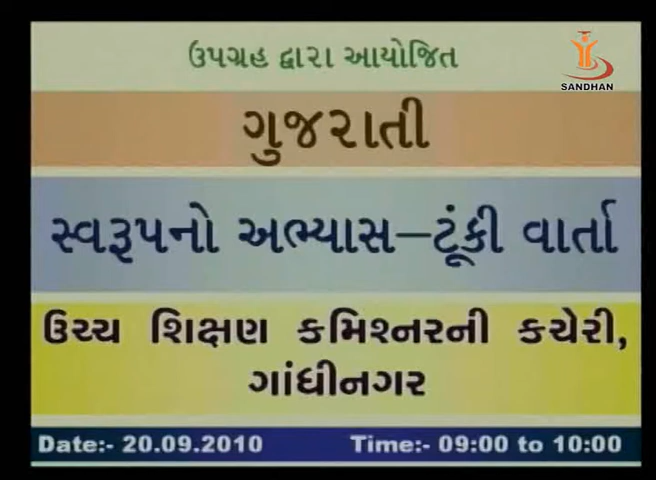 ઉપગ્રહ દ્વારા આયોજિત
SANDHAN
ગુજરાતી
સ્વરૂપનો અભ્યાસ–ટૂંકી વાર્તા
ઉચ્ચ શિક્ષણ કમિશ્નરની કચેરી,
ગાંધીનગર
Date:- 20.09.2010 Time:- 09:00 to 10:00